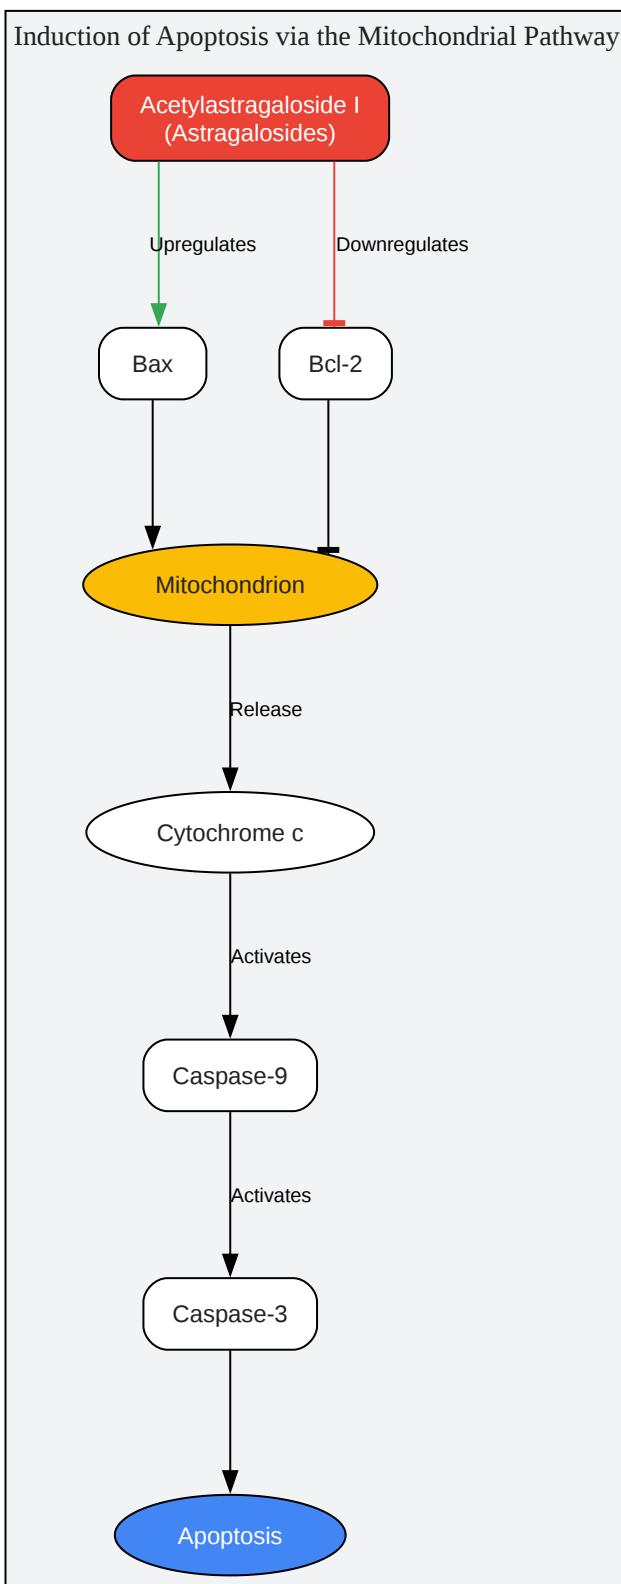 Induction of Apoptosis via the Mitochondrial Pathway
Acetylastragaloside I
(Astragalosides)
Upregulates
Downregulates
Bax
Bcl-2
Mitochondrion
Release
Cytochrome c
Activates
Caspase-9
Activates
Caspase-3
Apoptosis